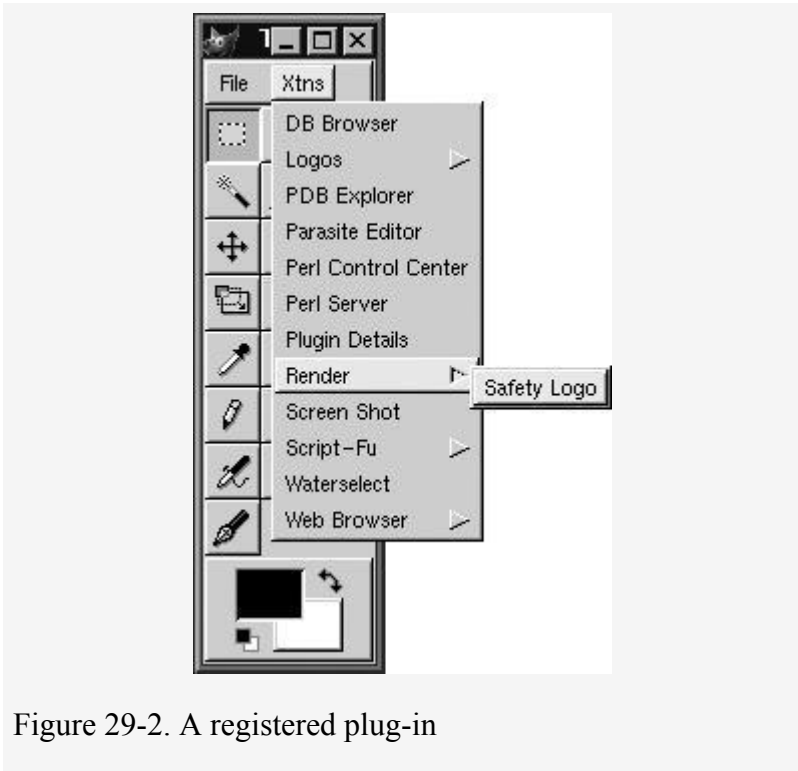 File Xtns
DB Browser
Logos
PDB Explorer
Parasite Editor
Perl Control Center
Perl Server
Plugin Details
Render
Safety Logo
Screen Shot
Script-Fu
Waterselect
Web Browser
Figure 29-2. A registered plug-in